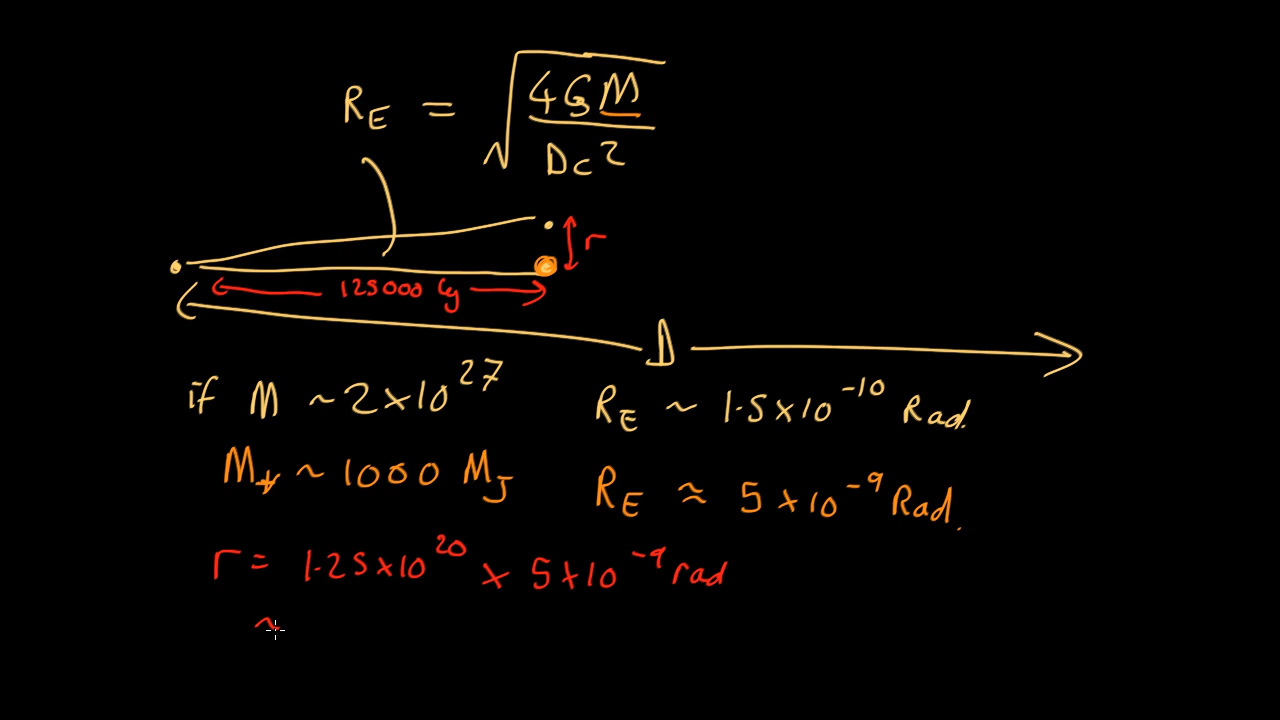 R_E = √(4GM / Dc²)
r
125000 ly
D
if M ~ 2×10^27 R_E ~ 1.5×10^-10 Rad.
M_* ~ 1000 M_J R_E ≈ 5×10^-9 Rad.
r = 1.25×10^20 × 5×10^-9 rad
~